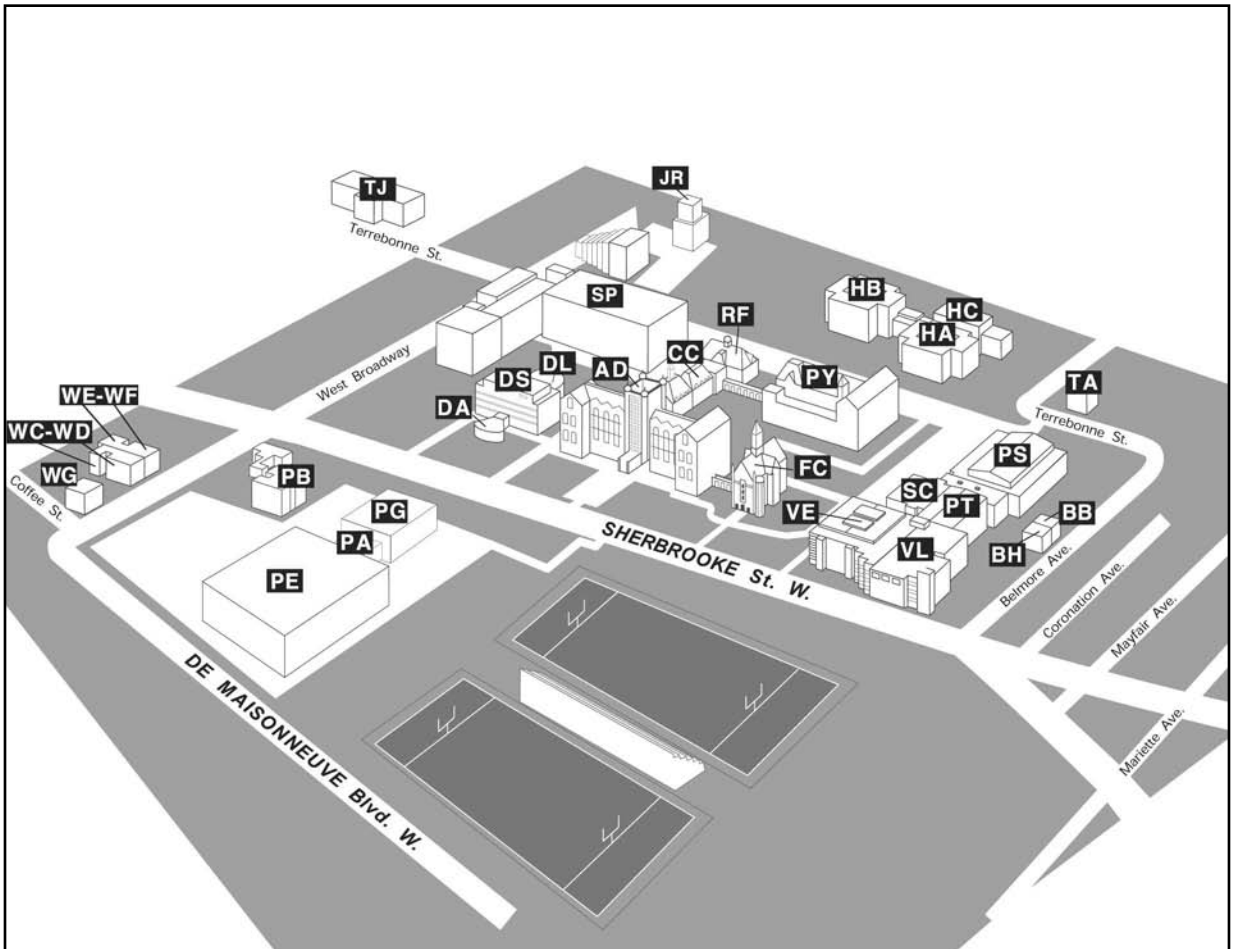 JR
TJ
Terrebonne St.
HB
SP
HC
RF
HA
CC
West Broadway
DL
AD
PY
DS
TA
WE-WF
DA
Terrebonne St.
WC-WD
PS
FC
WG
PB
SC
Coffee St.
PT
PG
VE
BB
PA
SHERBROOKE St. W.
VL
BH
PE
Belmore Ave.
Coronation Ave.
Mayfair Ave.
DE MAISONNEUVE Blvd. W.
Mariette Ave.